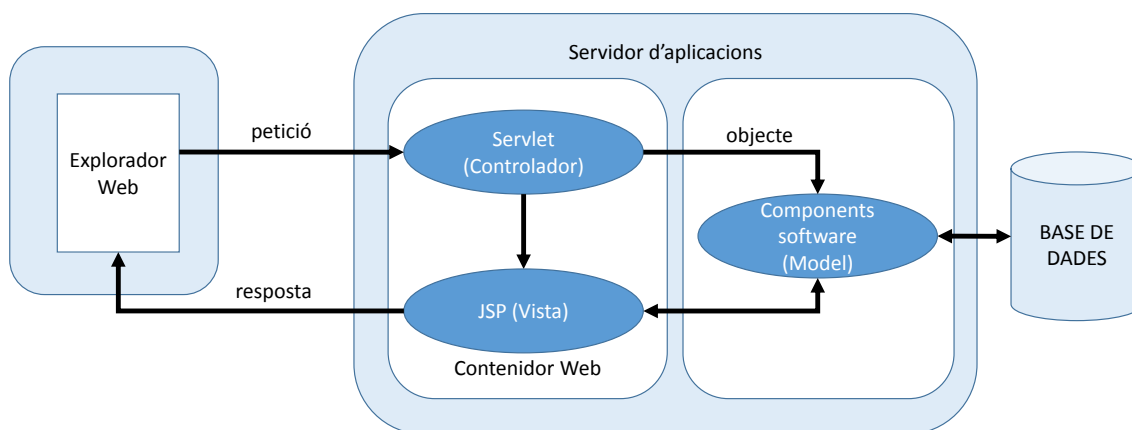 Servidor d’aplicacions
petició
Explorador
Web
Servlet
(Controlador)
objecte
Components
software
(Model)
BASE DE
DADES
resposta
JSP (Vista)
Contenidor Web